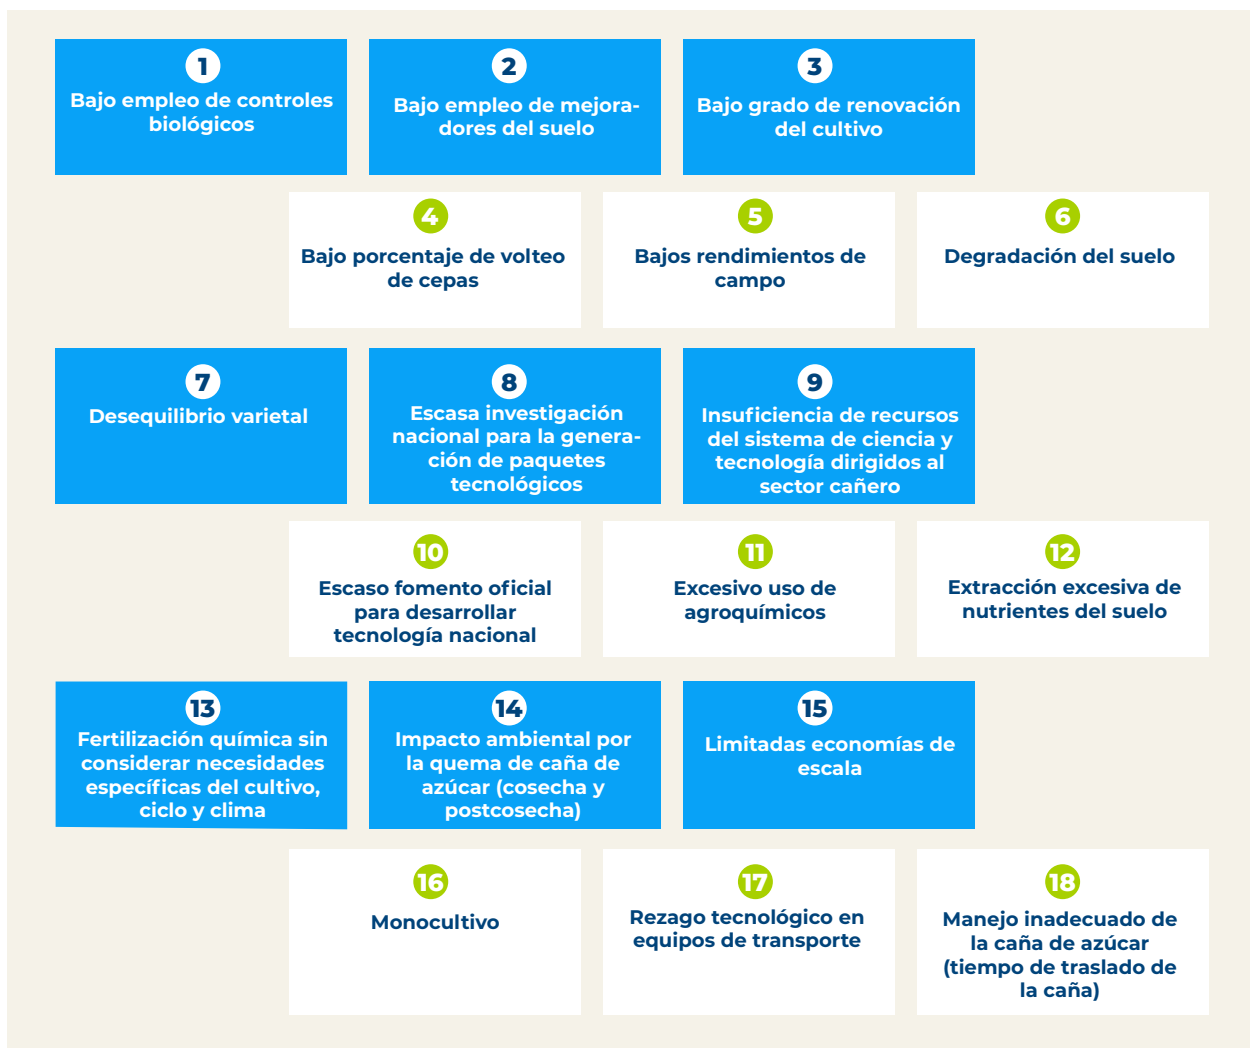 1
Bajo empleo de controles
biológicos
2
Bajo empleo de mejora-
dores del suelo
3
Bajo grado de renovación
del cultivo
4
Bajo porcentaje de volteo
de cepas
5
Bajos rendimientos de
campo
6
Degradación del suelo
7
Desequilibrio varietal
8
Escasa investigación
nacional para la genera-
ción de paquetes
tecnológicos
9
Insuficiencia de recursos
del sistema de ciencia y
tecnología dirigidos al
sector cañero
10
Escaso fomento oficial
para desarrollar
tecnología nacional
11
Excesivo uso de
agroquímicos
12
Extracción excesiva de
nutrientes del suelo
13
Fertilización química sin
considerar necesidades
específicas del cultivo,
ciclo y clima
14
Impacto ambiental por
la quema de caña de
azúcar (cosecha y
postcosecha)
15
Limitadas economías de
escala
16
Monocultivo
17
Rezago tecnológico en
equipos de transporte
18
Manejo inadecuado de
la caña de azúcar
(tiempo de traslado de
la caña)